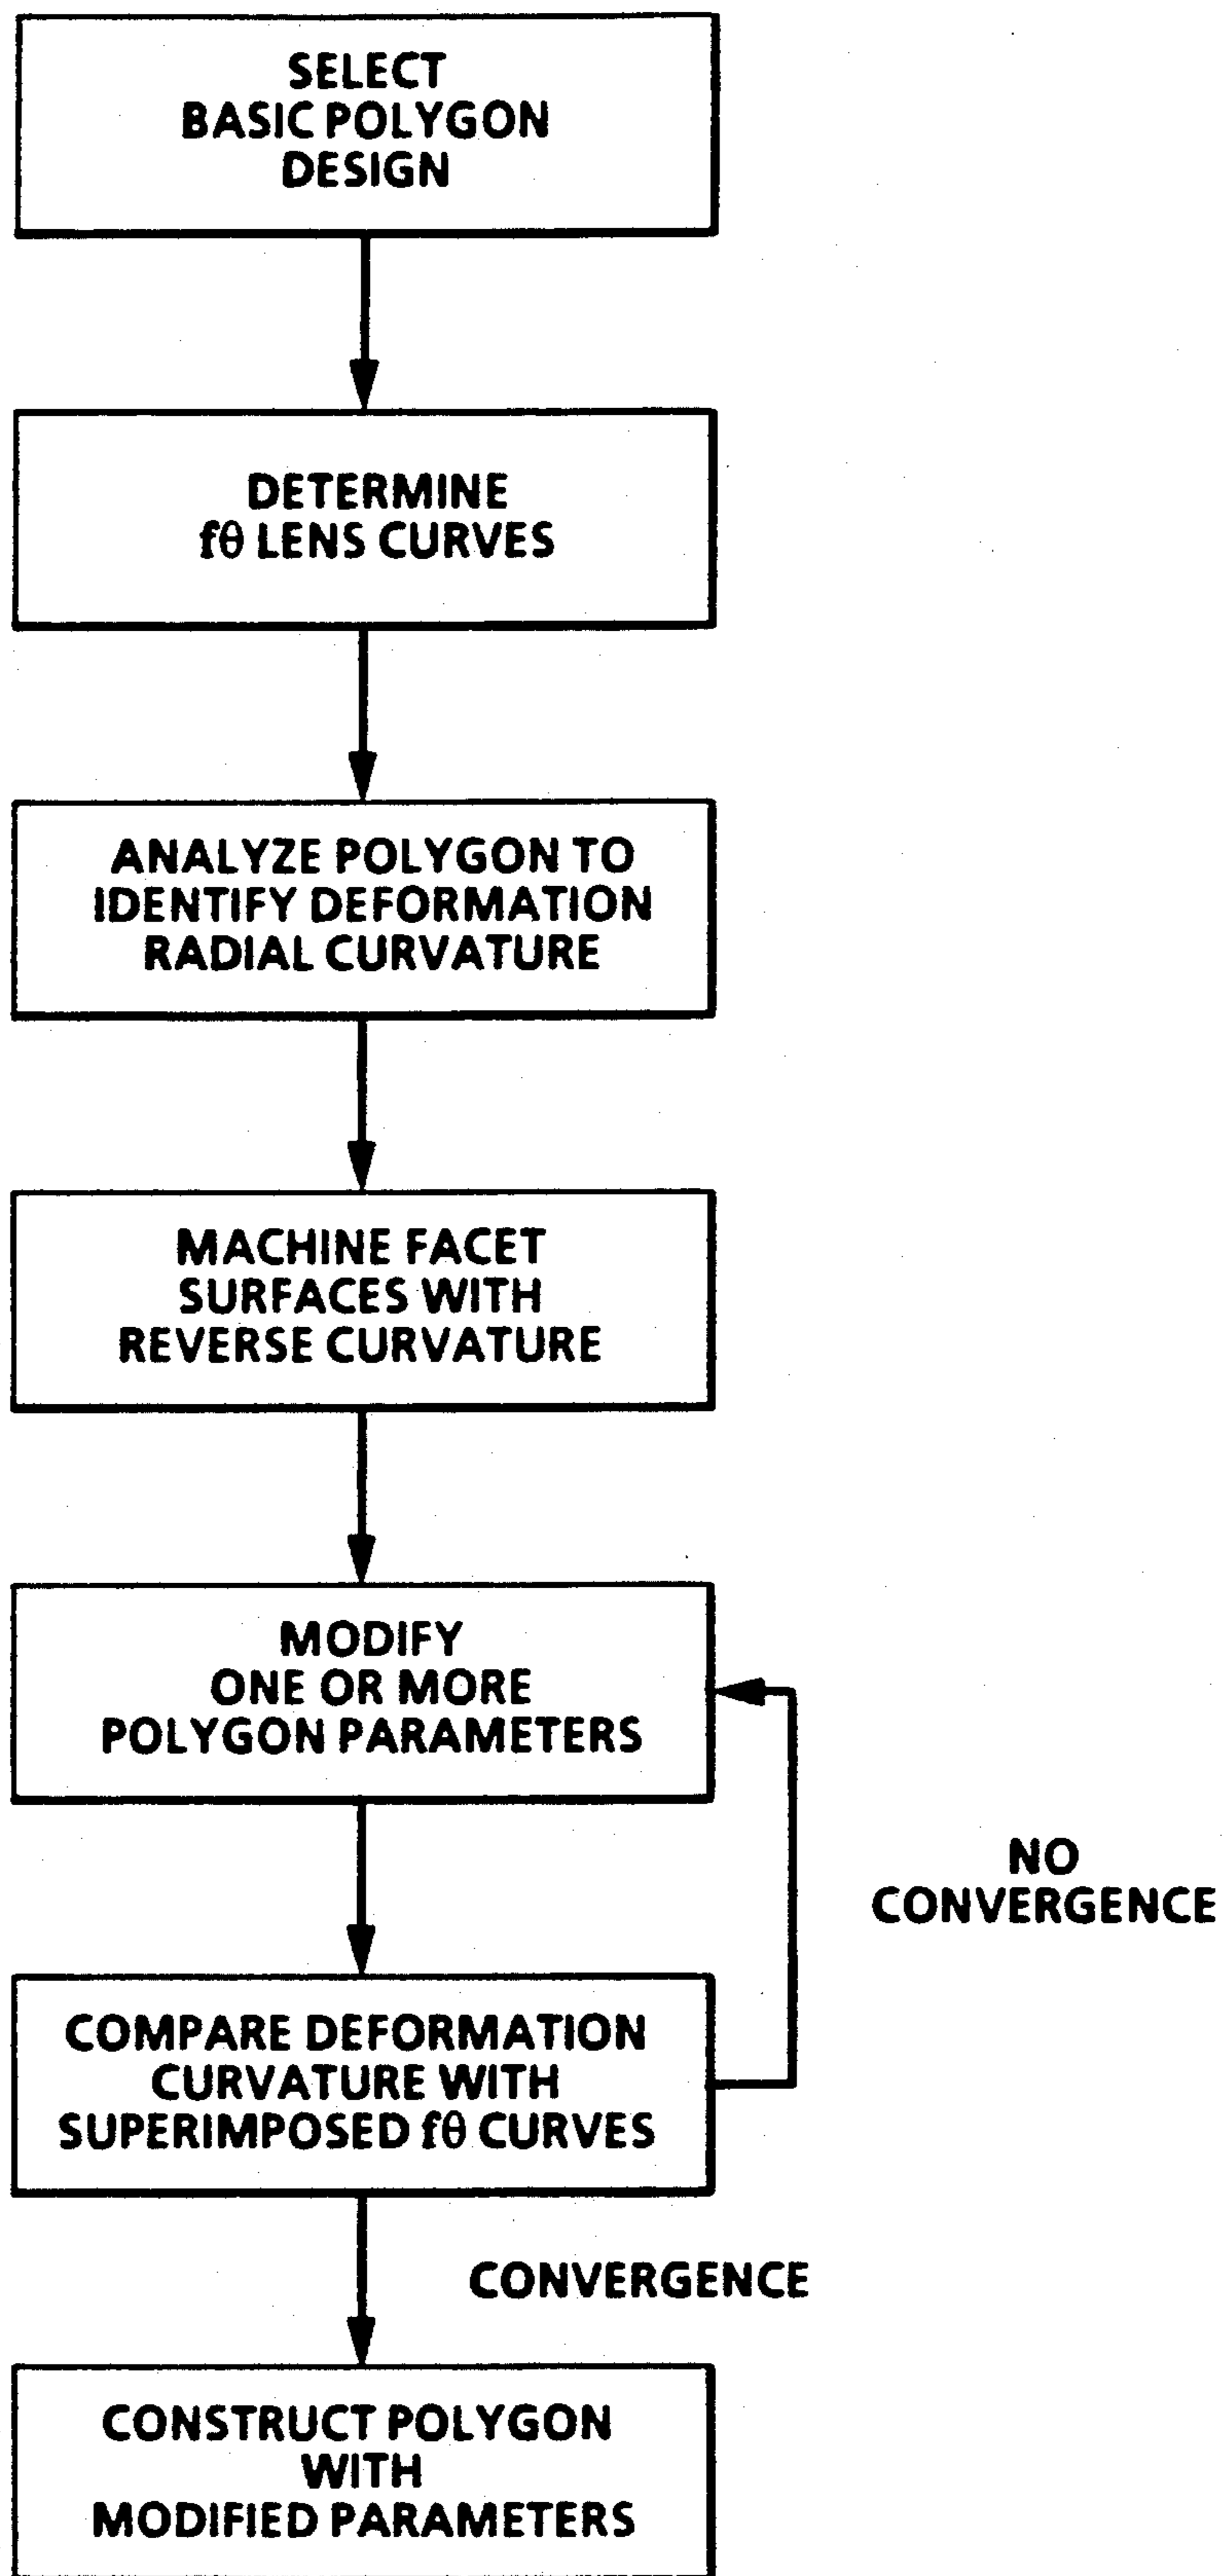 SELECT
BASIC POLYGON
DESIGN
DETERMINE
fθ LENS CURVES
ANALYZE POLYGON TO
IDENTIFY DEFORMATION
RADIAL CURVATURE
MACHINE FACET
SURFACES WITH
REVERSE CURVATURE
MODIFY
ONE OR MORE
POLYGON PARAMETERS
NO
CONVERGENCE
COMPARE DEFORMATION
CURVATURE WITH
SUPERIMPOSED fθ CURVES
CONVERGENCE
CONSTRUCT POLYGON
WITH
MODIFIED PARAMETERS